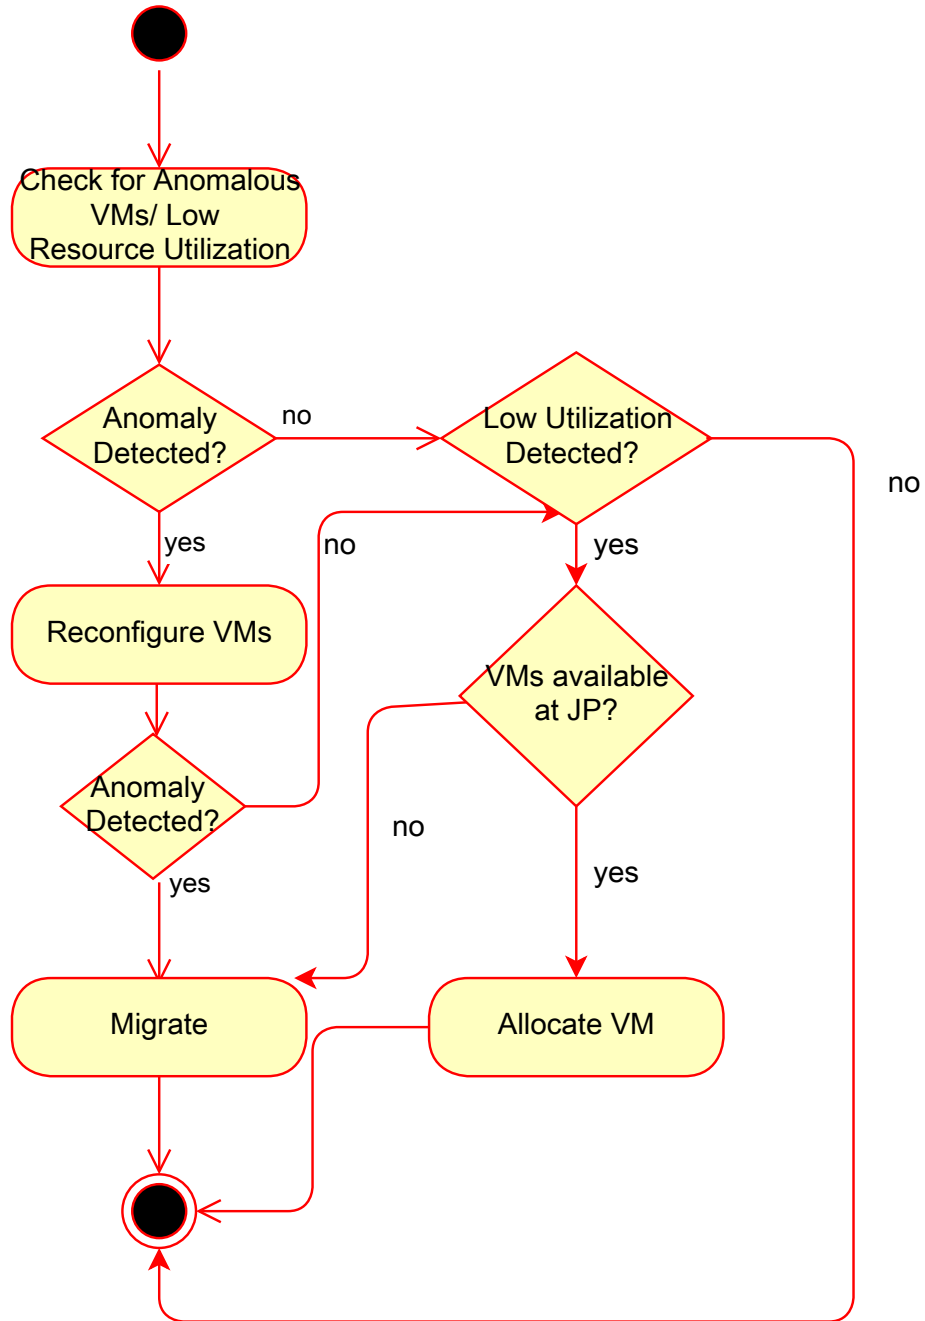 Check for Anomalous
VMs/ Low
Resource Utilization
Anomaly
Detected?
no
Low Utilization
Detected?
no
yes
no
yes
Reconfigure VMs
VMs available
at JP?
Anomaly
Detected?
no
yes
yes
Migrate
Allocate VM